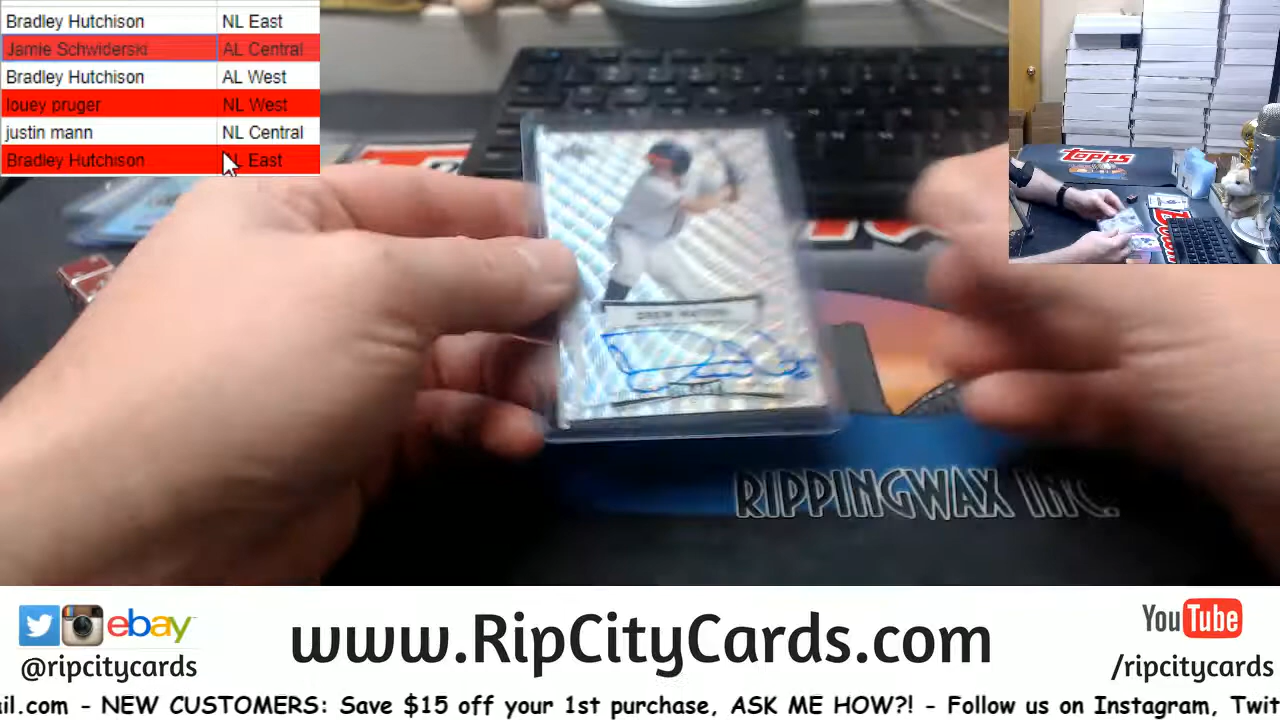 Bradley Hutchison NL East
Jamie Schwiderski AL Central
Bradley Hutchison AL West
louey pruger NL West
justin mann NL Central
Bradley Hutchison NL East
topps
RIPPINGWAX INC.
ebay
@ripcitycards
www.RipCityCards.com
YouTube
/ripcitycards
ail.com - NEW CUSTOMERS: Save $15 off your 1st purchase, ASK ME HOW?! - Follow us on Instagram, Twit